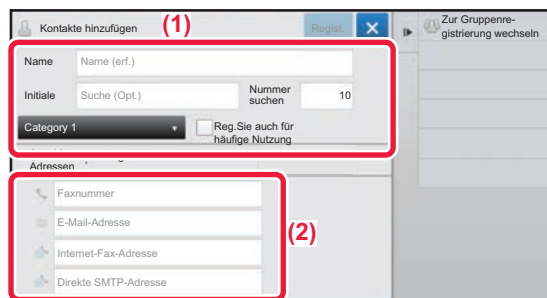 Kontakte hinzufügen
(1)
Regist.
Zur Gruppenre-
gistrierung wechseln
Name
Name (erf.)
Initiale
Suche (Opt.)
Nummer
suchen
10
Category 1
Reg.Sie auch für
häufige Nutzung
Adressen
Faxnummer
E-Mail-Adresse
(2)
Internet-Fax-Adresse
Direkte SMTP-Adresse